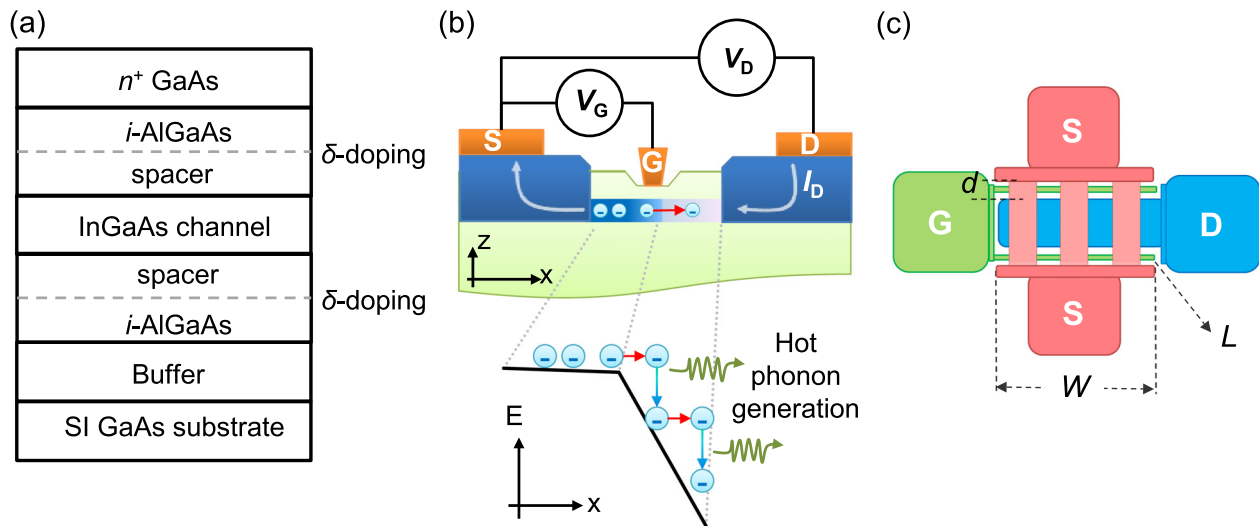 (a)
n⁺ GaAs
i-AlGaAs
δ-doping
spacer
InGaAs channel
spacer
δ-doping
i-AlGaAs
Buffer
SI GaAs substrate
(b)
V_D
V_G
S
G
D
I_D
z
x
Hot
phonon
generation
E
x
(c)
S
d
G
D
S
L
W